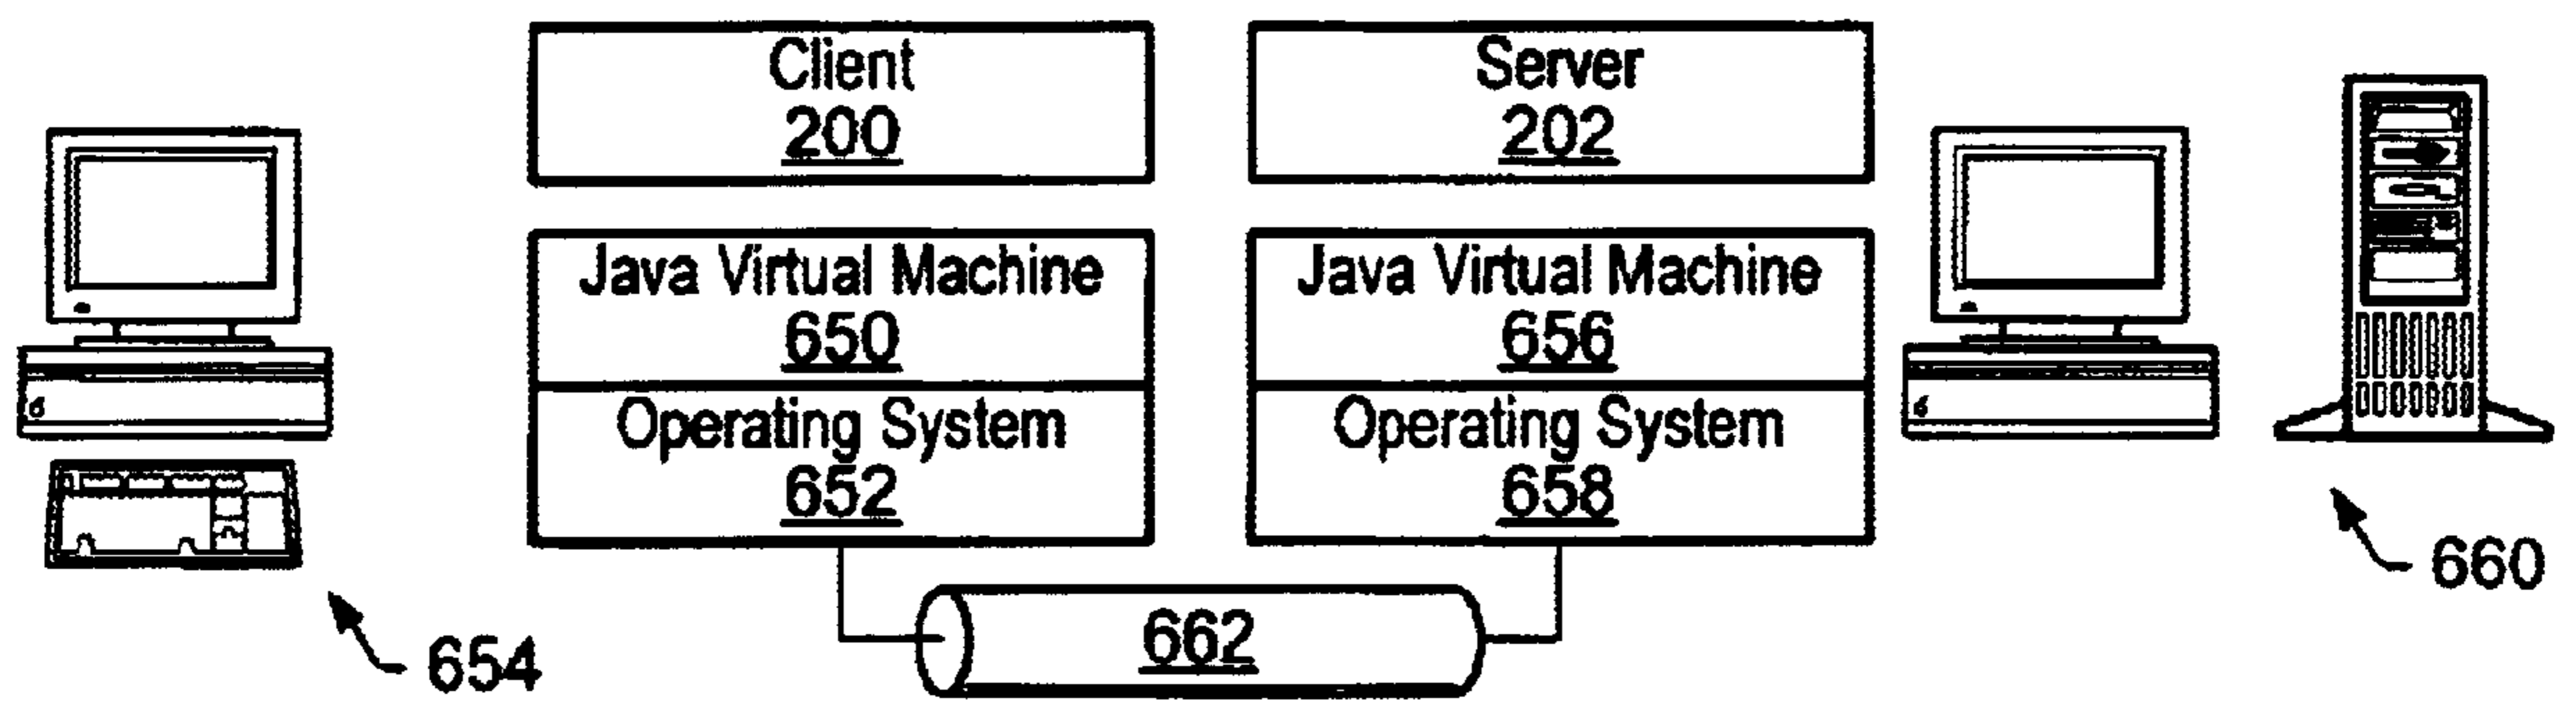 Client
200
Server
202
Java Virtual Machine
650
Java Virtual Machine
656
Operating System
652
Operating System
658
660
654
662